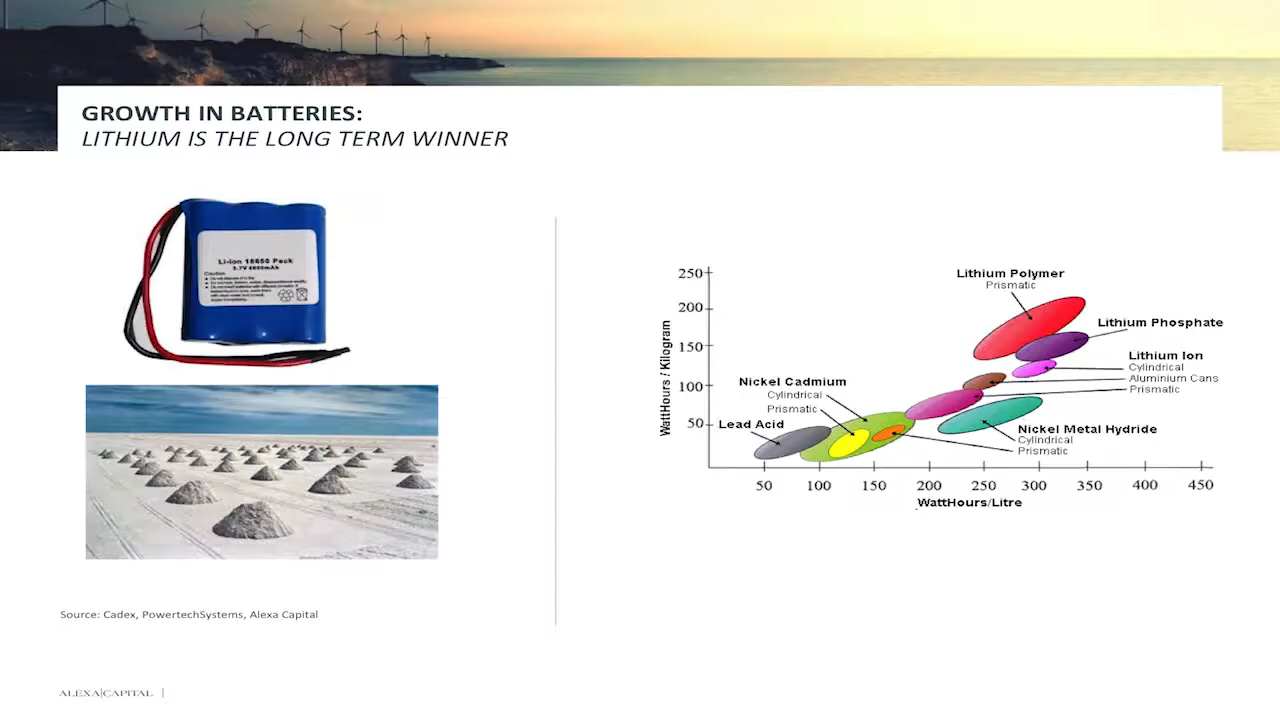 GROWTH IN BATTERIES:
LITHIUM IS THE LONG TERM WINNER
Li-ion 18650 Pack
3.7V 6600mAh
Caution
250
200
150
100
50
WattHours / Kilogram
Lithium Polymer
Prismatic
Lithium Phosphate
Lithium Ion
Cylindrical
Aluminium Cans
Prismatic
Nickel Cadmium
Cylindrical
Prismatic
Lead Acid
Nickel Metal Hydride
Cylindrical
Prismatic
50 100 150 200 250 300 350 400 450
WattHours/Litre
Source: Cadex, PowertechSystems, Alexa Capital
ALEXA|CAPITAL |